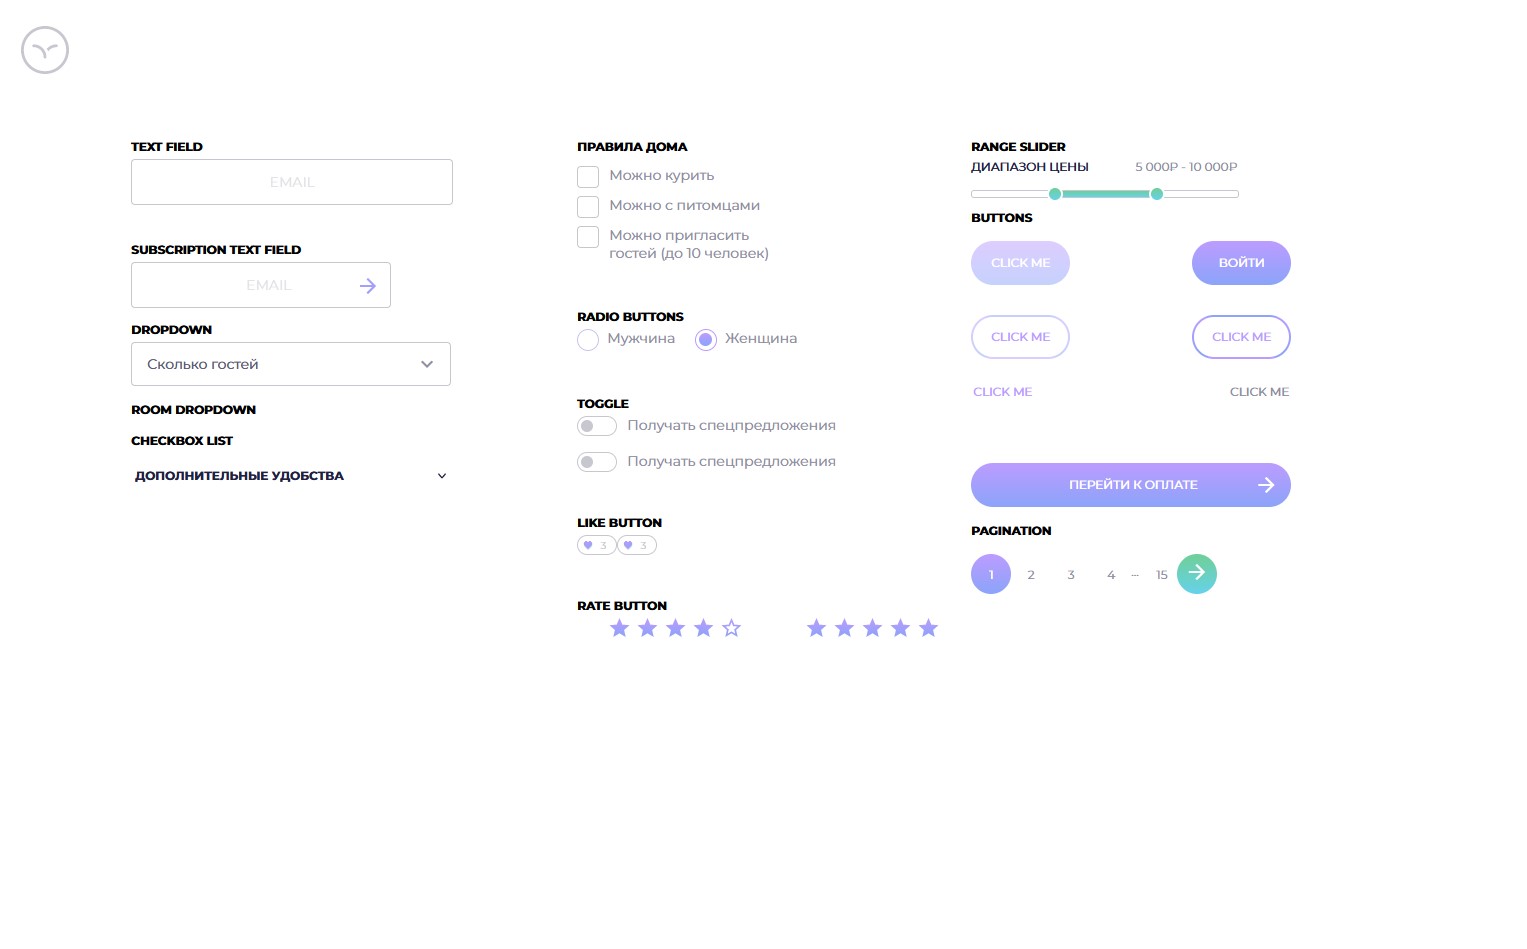 TEXT FIELD
EMAIL
SUBSCRIPTION TEXT FIELD
EMAIL
DROPDOWN
Сколько гостей
ROOM DROPDOWN
CHECKBOX LIST
ДОПОЛНИТЕЛЬНЫЕ УДОБСТВА
ПРАВИЛА ДОМА
Можно курить
Можно с питомцами
Можно пригласить
гостей (до 10 человек)
RADIO BUTTONS
Мужчина Женщина
TOGGLE
Получать спецпредложения
Получать спецпредложения
LIKE BUTTON
3 3
RATE BUTTON
RANGE SLIDER
ДИАПАЗОН ЦЕНЫ 5 000Р - 10 000Р
BUTTONS
CLICK ME ВОЙТИ
CLICK ME CLICK ME
CLICK ME CLICK ME
ПЕРЕЙТИ К ОПЛАТЕ
PAGINATION
1 2 3 4 ... 15